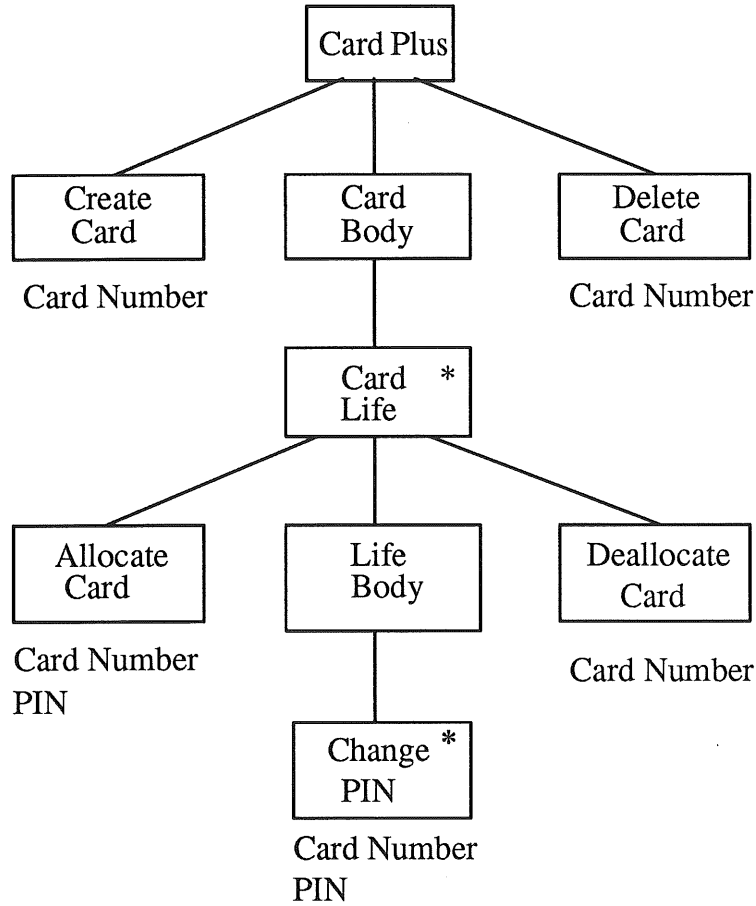 Card Plus
Create
Card
Card
Body
Delete
Card
Card Number
Card Number
Card *
Life
Allocate
Card
Life
Body
Deallocate
Card
Card Number
PIN
Card Number
Change *
PIN
Card Number
PIN